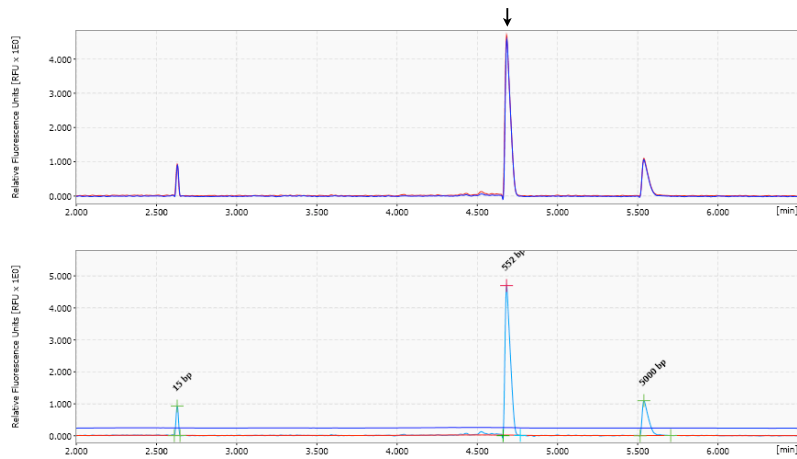 Relative Fluorescence Units [RFU x 1E0]
4.000
3.000
2.000
1.000
0.000
2.000 2.500 3.000 3.500 4.000 4.500 5.000 5.500 6.000 [min]
Relative Fluorescence Units [RFU x 1E0]
5.000
4.000
3.000
2.000
1.000
0.000
15 bp
552 bp
5000 bp
2.000 2.500 3.000 3.500 4.000 4.500 5.000 5.500 6.000 [min]